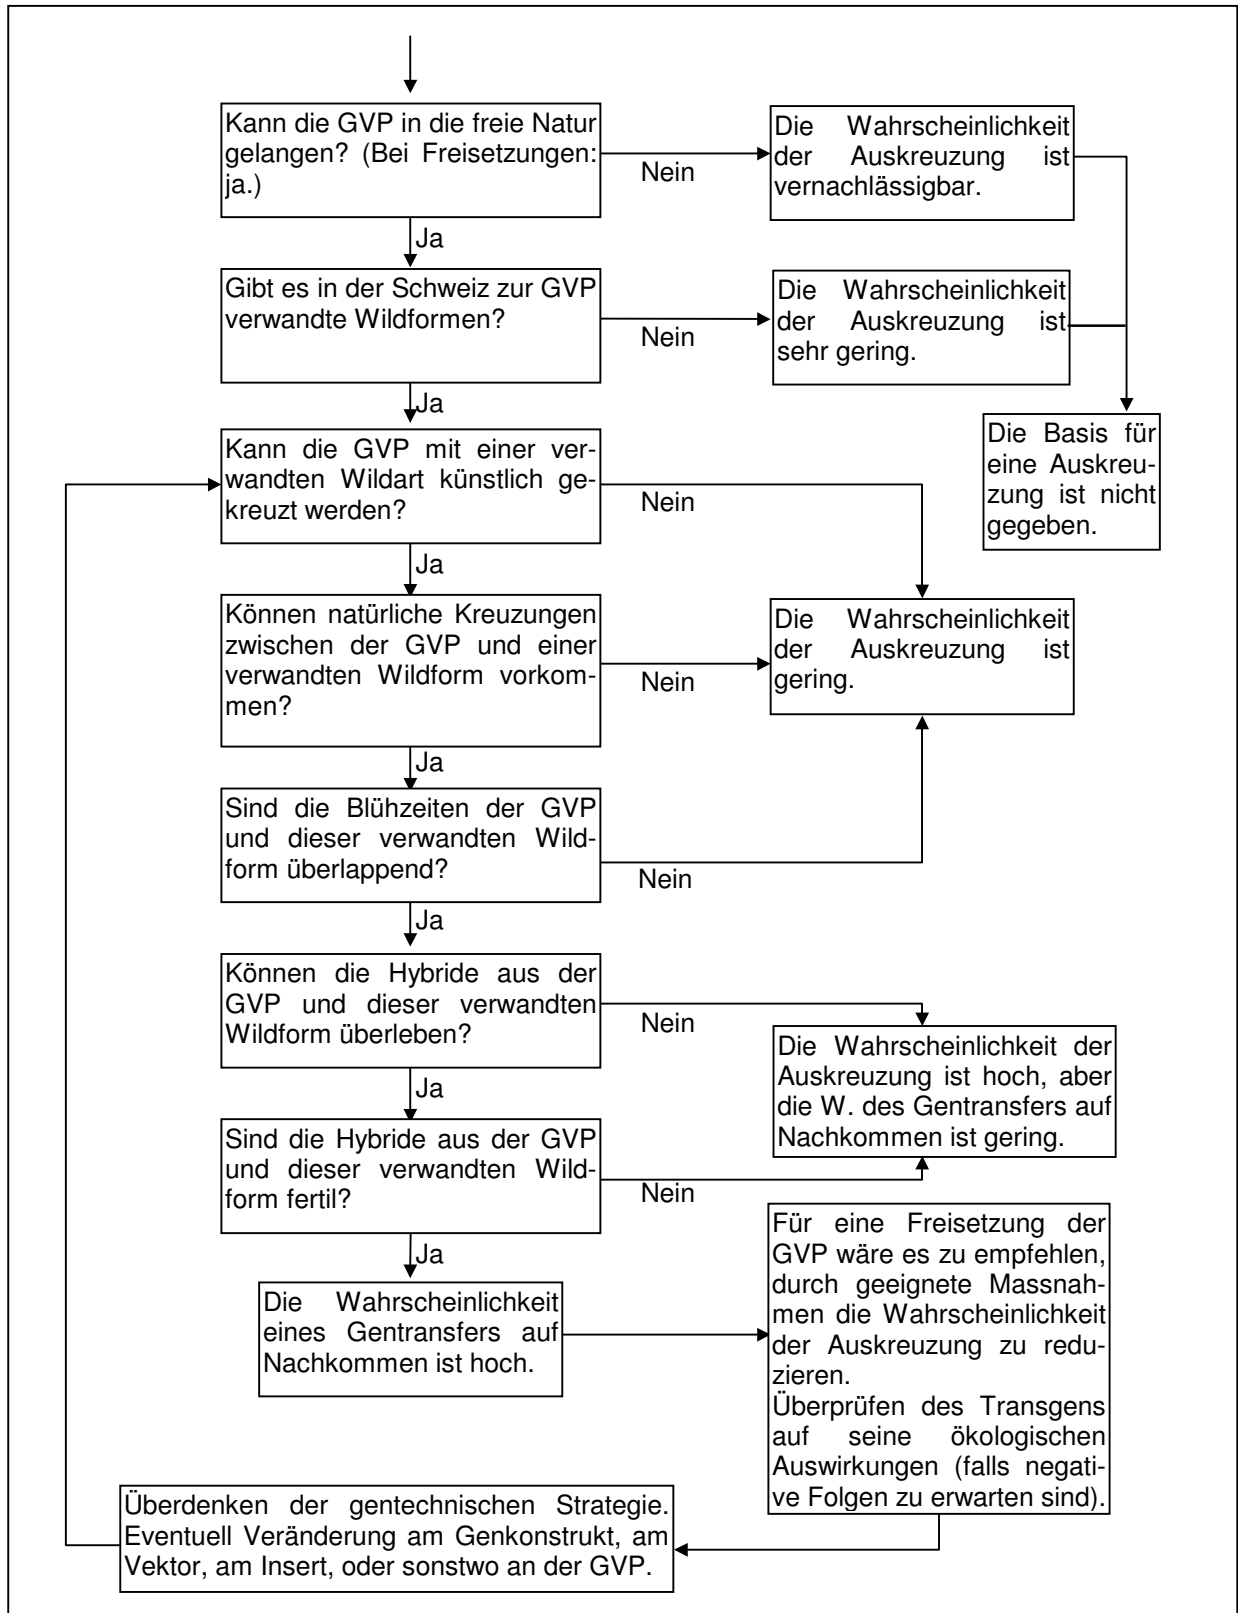 Kann die GVP in die freie Natur
gelangen? (Bei Freisetzungen:
ja.)
Nein
Die Wahrscheinlichkeit
der Auskreuzung ist
vernachlässigbar.
Ja
Gibt es in der Schweiz zur GVP
verwandte Wildformen?
Nein
Die Wahrscheinlichkeit
der Auskreuzung ist
sehr gering.
Ja
Die Basis für
eine Auskreu-
zung ist nicht
gegeben.
Kann die GVP mit einer ver-
wandten Wildart künstlich ge-
kreuzt werden?
Nein
Ja
Können natürliche Kreuzungen
zwischen der GVP und einer
verwandten Wildform vorkom-
men?
Nein
Die Wahrscheinlichkeit
der Auskreuzung ist
gering.
Ja
Sind die Blühzeiten der GVP
und dieser verwandten Wild-
form überlappend?
Nein
Ja
Können die Hybride aus der
GVP und dieser verwandten
Wildform überleben?
Nein
Die Wahrscheinlichkeit der
Auskreuzung ist hoch, aber
die W. des Gentransfers auf
Nachkommen ist gering.
Ja
Sind die Hybride aus der GVP
und dieser verwandten Wild-
form fertil?
Nein
Ja
Die Wahrscheinlichkeit
eines Gentransfers auf
Nachkommen ist hoch.
Für eine Freisetzung der
GVP wäre es zu empfehlen,
durch geeignete Massnah-
men die Wahrscheinlichkeit
der Auskreuzung zu redu-
zieren.
Überprüfen des Transgens
auf seine ökologischen
Auswirkungen (falls negati-
ve Folgen zu erwarten sind).
Überdenken der gentechnischen Strategie.
Eventuell Veränderung am Genkonstrukt, am
Vektor, am Insert, oder sonstwo an der GVP.